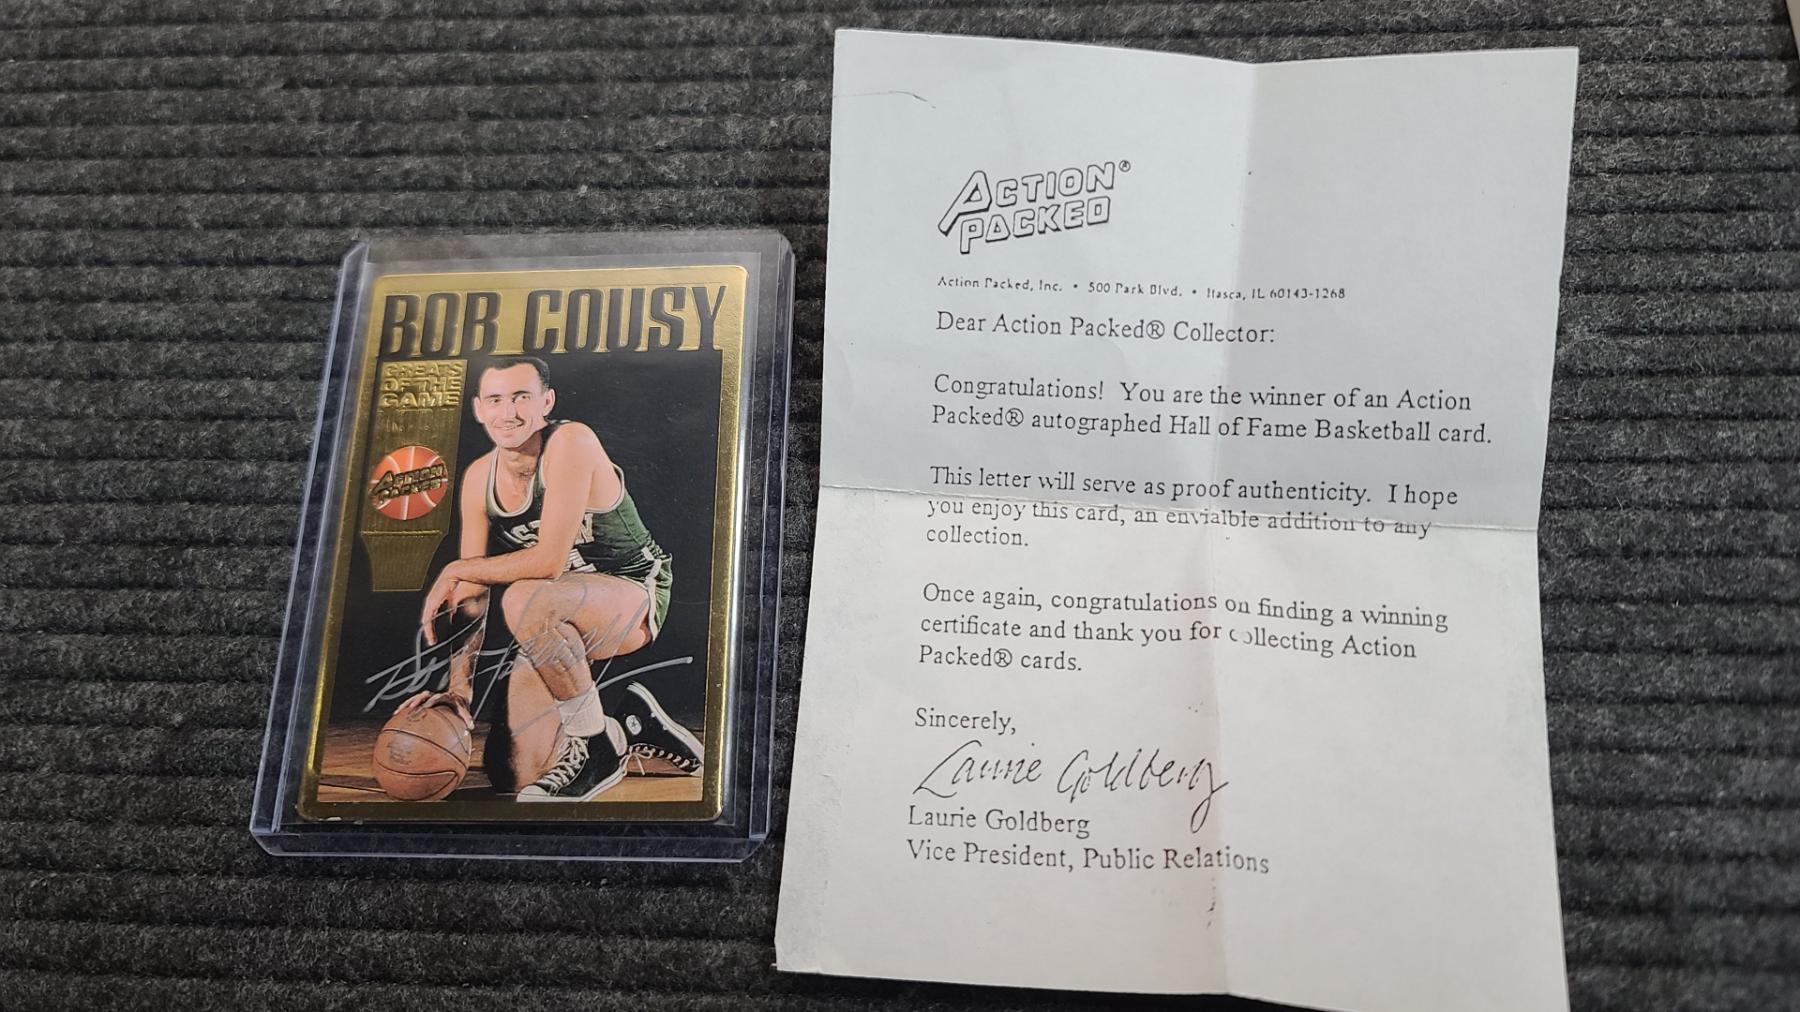 BOB COUSY
GREATS
OF THE
GAME
ACTION
PACKED
Bob Cousy
ACTION®
PACKED
Action Packed, Inc. • 500 Park Blvd. • Itasca, IL 60143-1268
Dear Action Packed® Collector:
Congratulations! You are the winner of an Action
Packed® autographed Hall of Fame Basketball card.
This letter will serve as proof authenticity. I hope
you enjoy this card, an envialble addition to any
collection.
Once again, congratulations on finding a winning
certificate and thank you for collecting Action
Packed® cards.
Sincerely,
Laurie Goldberg
Laurie Goldberg
Vice President, Public Relations